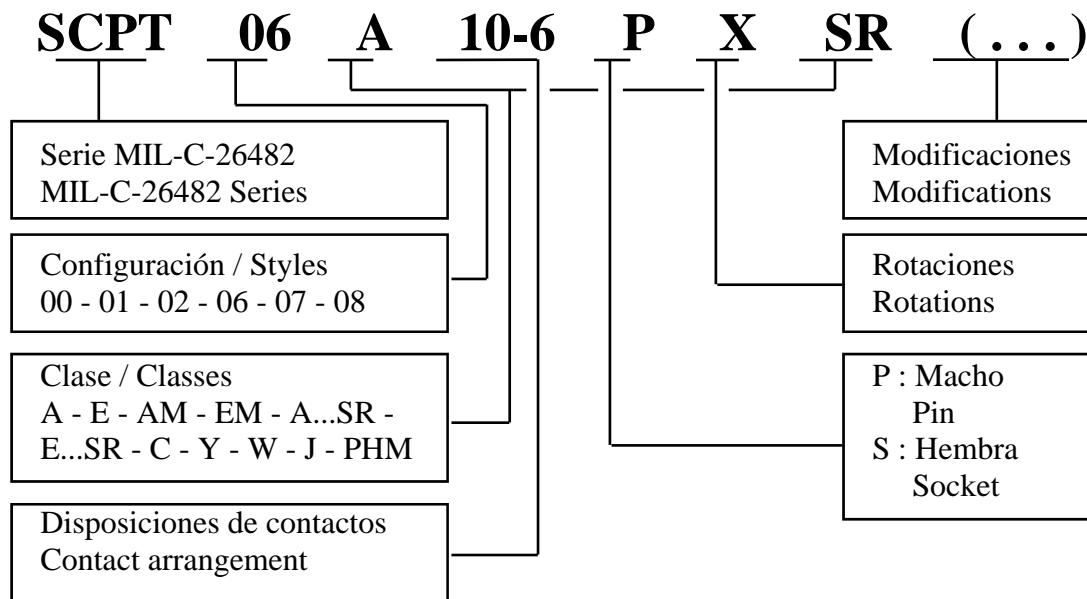 SCPT 06 A 10-6 P X SR (...)
Serie MIL-C-26482
MIL-C-26482 Series
Configuración / Styles
00 - 01 - 02 - 06 - 07 - 08
Clase / Classes
A - E - AM - EM - A...SR -
E...SR - C - Y - W - J - PHM
Disposiciones de contactos
Contact arrangement
Modificaciones
Modifications
Rotaciones
Rotations
P : Macho
Pin
S : Hembra
Socket